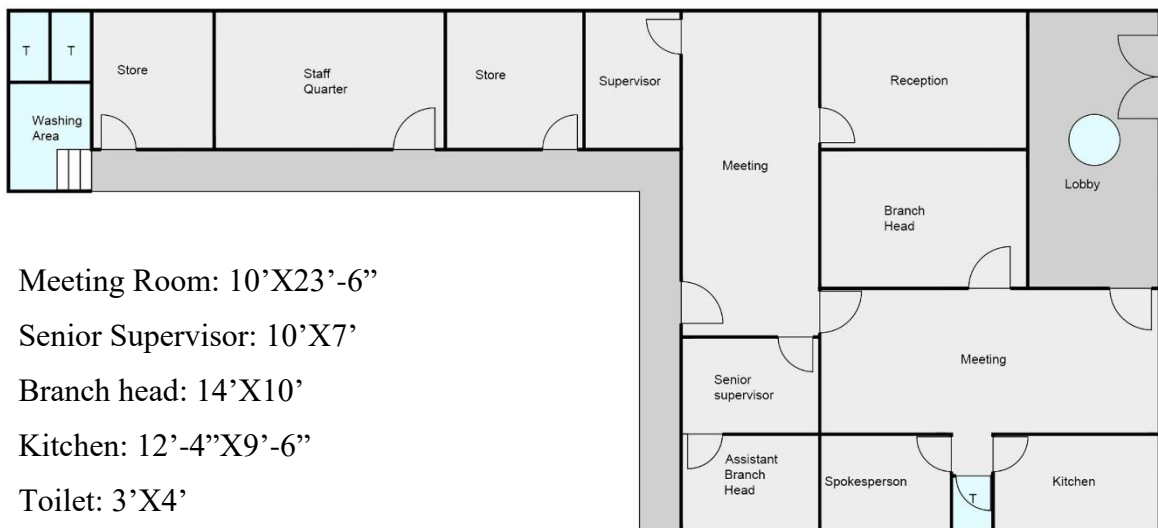 T
T
Store
Staff
Quarter
Store
Supervisor
Reception
Washing
Area
Meeting
Lobby
Branch
Head
Meeting Room: 10’X23’-6”
Senior Supervisor: 10’X7’
Branch head: 14’X10’
Kitchen: 12’-4”X9’-6”
Toilet: 3’X4’
Meeting
Senior
supervisor
Assistant
Branch
Head
Spokesperson
T
Kitchen